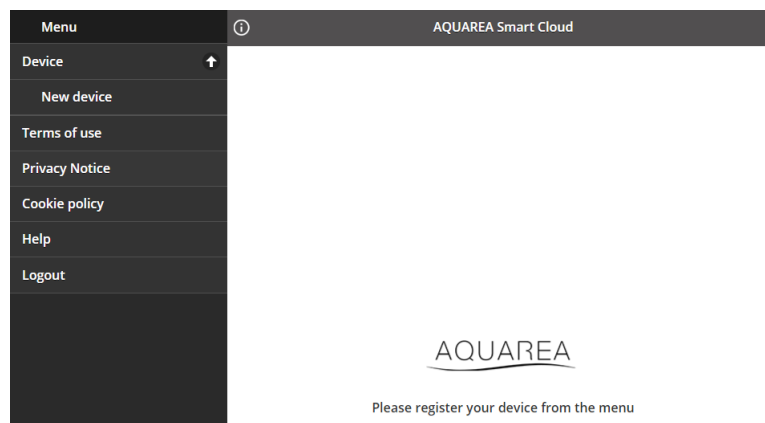 Menu
AQUAREA Smart Cloud
Device
New device
Terms of use
Privacy Notice
Cookie policy
Help
Logout
AQUAREA
Please register your device from the menu